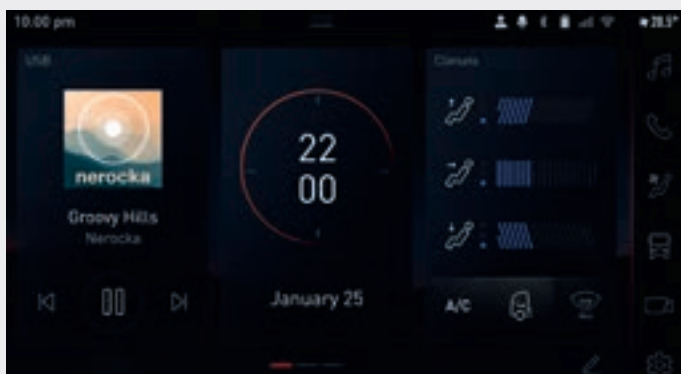 10:00 pm
28.5°
USB
Climate
nerocka
Groovy Hills
Nerocka
22
00
January 25
A/C